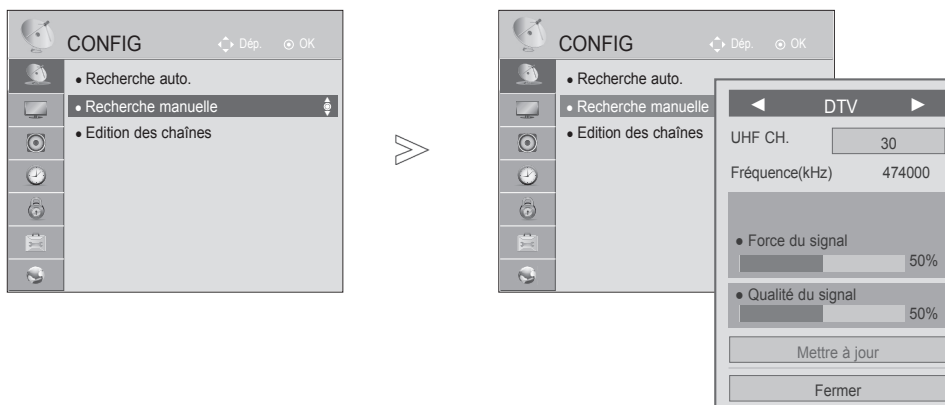 CONFIG
Dép. OK
• Recherche auto.
• Recherche manuelle
• Edition des chaînes
CONFIG
Dép. OK
• Recherche auto.
• Recherche manuelle
• Edition des chaînes
◄ DTV ►
UHF CH. 30
Fréquence(kHz) 474000
• Force du signal
50%
• Qualité du signal
50%
Mettre à jour
Fermer